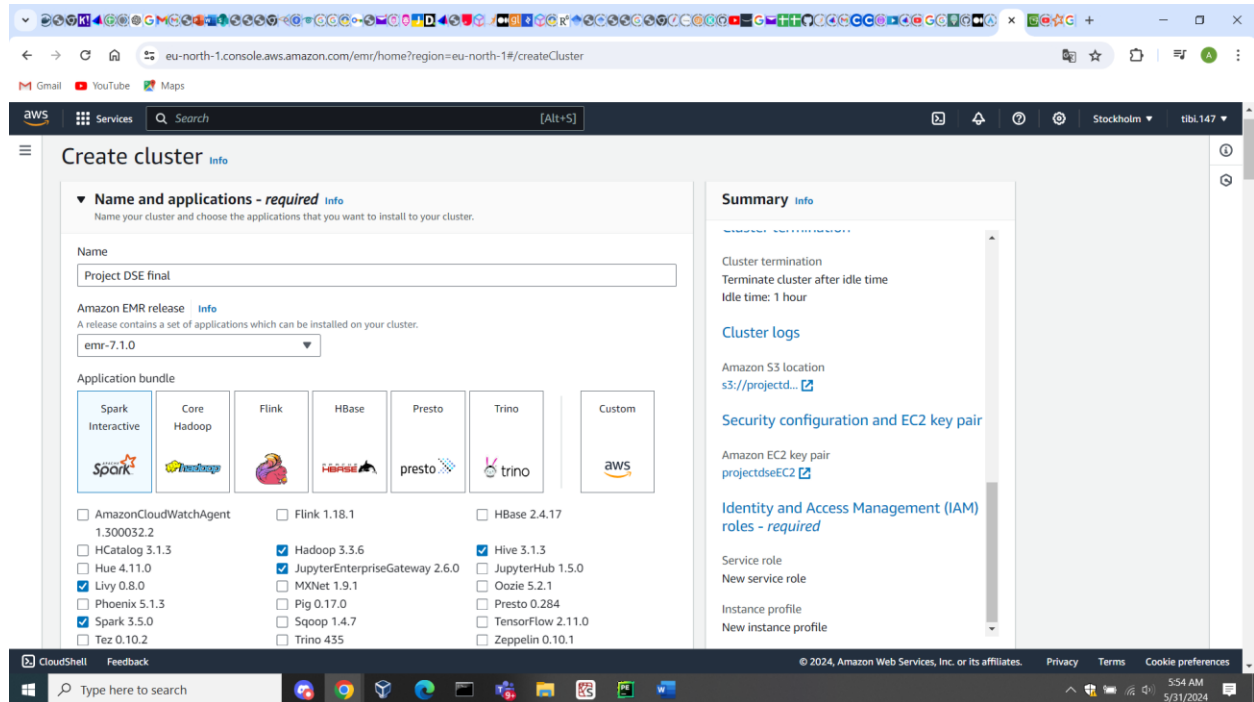 eu-north-1.console.aws.amazon.com/emr/home?region=eu-north-1#/createCluster
A
Gmail YouTube Maps
aws Services Search [Alt+S] Stockholm ▼ tibi.147 ▼
Create cluster Info
▼ Name and applications - required Info
Name your cluster and choose the applications that you want to install to your cluster.
Name
Project DSE final
Amazon EMR release Info
A release contains a set of applications which can be installed on your cluster.
emr-7.1.0
Application bundle
Spark Interactive
Core Hadoop
Flink
HBase
Presto
Trino
Custom
Spark
hadoop
HBASE
presto
trino
aws
AmazonCloudWatchAgent 1.300032.2
Flink 1.18.1
HBase 2.4.17
HCatalog 3.1.3
Hadoop 3.3.6
Hive 3.1.3
Hue 4.11.0
JupyterEnterpriseGateway 2.6.0
JupyterHub 1.5.0
Livy 0.8.0
MXNet 1.9.1
Oozie 5.2.1
Phoenix 5.1.3
Pig 0.17.0
Presto 0.284
Spark 3.5.0
Sqoop 1.4.7
TensorFlow 2.11.0
Tez 0.10.2
Trino 435
Zeppelin 0.10.1
Summary Info
Cluster termination
Cluster termination
Terminate cluster after idle time
Idle time: 1 hour
Cluster logs
Amazon S3 location
s3://projectd...
Security configuration and EC2 key pair
Amazon EC2 key pair
projectdseEC2
Identity and Access Management (IAM)
roles - required
Service role
New service role
Instance profile
New instance profile
CloudShell Feedback © 2024, Amazon Web Services, Inc. or its affiliates. Privacy Terms Cookie preferences
Type here to search
5:54 AM
5/31/2024